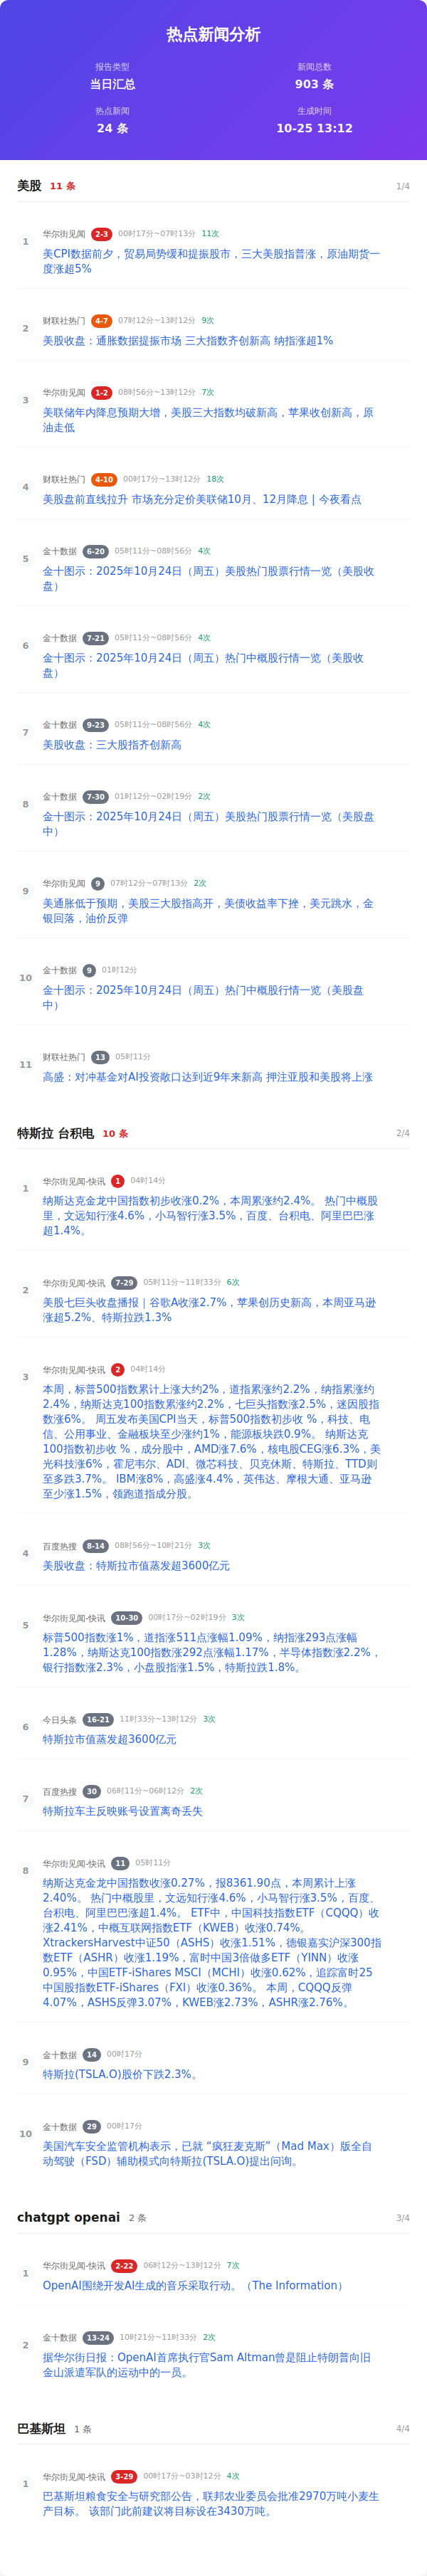 热点新闻分析
报告类型
新闻总数
当日汇总
903 条
热点新闻
生成时间
24 条
10-25 13:12
美股 11 条 1/4
1
华尔街见闻 2-3 00时17分~07时13分 11次
美CPI数据前夕，贸易局势缓和提振股市，三大美股指普涨，原油期货一
度涨超5%
2
财联社热门 4-7 07时12分~13时12分 9次
美股收盘：通胀数据提振市场 三大指数齐创新高 纳指涨超1%
3
华尔街见闻 1-2 08时56分~13时12分 7次
美联储年内降息预期大增，美股三大指数均破新高，苹果收创新高，原
油走低
4
财联社热门 4-10 00时17分~13时12分 18次
美股盘前直线拉升 市场充分定价美联储10月、12月降息 | 今夜看点
5
金十数据 6-20 05时11分~08时56分 4次
金十图示：2025年10月24日（周五）美股热门股票行情一览（美股收
盘）
6
金十数据 7-21 05时11分~08时56分 4次
金十图示：2025年10月24日（周五）热门中概股行情一览（美股收
盘）
7
金十数据 9-23 05时11分~08时56分 4次
美股收盘：三大股指齐创新高
8
金十数据 7-30 01时12分~02时19分 2次
金十图示：2025年10月24日（周五）美股热门股票行情一览（美股盘
中）
9
华尔街见闻 9 07时12分~07时13分 2次
美通胀低于预期，美股三大股指高开，美债收益率下挫，美元跳水，金
银回落，油价反弹
10
金十数据 9 01时12分
金十图示：2025年10月24日（周五）热门中概股行情一览（美股盘
中）
11
财联社热门 13 05时11分
高盛：对冲基金对AI投资敞口达到近9年来新高 押注亚股和美股将上涨
特斯拉 台积电 10 条 2/4
1
华尔街见闻-快讯 1 04时14分
纳斯达克金龙中国指数初步收涨0.2%，本周累涨约2.4%。 热门中概股
里，文远知行涨4.6%，小马智行涨3.5%，百度、台积电、阿里巴巴涨
超1.4%。
2
华尔街见闻-快讯 7-29 05时11分~11时33分 6次
美股七巨头收盘播报｜谷歌A收涨2.7%，苹果创历史新高，本周亚马逊
涨超5.2%、特斯拉跌1.3%
3
华尔街见闻-快讯 2 04时14分
本周，标普500指数累计上涨大约2%，道指累涨约2.2%，纳指累涨约
2.4%，纳斯达克100指数累涨约2.2%，七巨头指数涨2.5%，迷因股指
数涨6%。 周五发布美国CPI当天，标普500指数初步收 %，科技、电
信、公用事业、金融板块至少涨约1%，能源板块跌0.9%。 纳斯达克
100指数初步收 %，成分股中，AMD涨7.6%，核电股CEG涨6.3%，美
光科技涨6%，霍尼韦尔、ADI、微芯科技、贝克休斯、特斯拉、TTD则
至多跌3.7%。 IBM涨8%，高盛涨4.4%，英伟达、摩根大通、亚马逊
至少涨1.5%，领跑道指成分股。
4
百度热搜 8-14 08时56分~10时21分 3次
美股收盘：特斯拉市值蒸发超3600亿元
5
华尔街见闻-快讯 10-30 00时17分~02时19分 3次
标普500指数涨1%，道指涨511点涨幅1.09%，纳指涨293点涨幅
1.28%，纳斯达克100指数涨292点涨幅1.17%，半导体指数涨2.2%，
银行指数涨2.3%，小盘股指涨1.5%，特斯拉跌1.8%。
6
今日头条 16-21 11时33分~13时12分 3次
特斯拉市值蒸发超3600亿元
7
百度热搜 30 06时11分~06时12分 2次
特斯拉车主反映账号设置离奇丢失
8
华尔街见闻-快讯 11 05时11分
纳斯达克金龙中国指数收涨0.27%，报8361.90点，本周累计上涨
2.40%。 热门中概股里，文远知行涨4.6%，小马智行涨3.5%，百度、
台积电、阿里巴巴涨超1.4%。 ETF中，中国科技指数ETF（CQQQ）收
涨2.41%，中概互联网指数ETF（KWEB）收涨0.74%。
XtrackersHarvest中证50（ASHS）收涨1.51%，德银嘉实沪深300指
数ETF（ASHR）收涨1.19%，富时中国3倍做多ETF（YINN）收涨
0.95%，中国ETF-iShares MSCI（MCHI）收涨0.62%，追踪富时25
中国股指数ETF-iShares（FXI）收涨0.36%。 本周，CQQQ反弹
4.07%，ASHS反弹3.07%，KWEB涨2.73%，ASHR涨2.76%。
9
金十数据 14 00时17分
特斯拉(TSLA.O)股价下跌2.3%。
10
金十数据 29 00时17分
美国汽车安全监管机构表示，已就 “疯狂麦克斯”（Mad Max）版全自
动驾驶（FSD）辅助模式向特斯拉(TSLA.O)提出问询。
chatgpt openai 2 条 3/4
1
华尔街见闻-快讯 2-22 06时12分~13时12分 7次
OpenAI围绕开发AI生成的音乐采取行动。（The Information）
2
金十数据 13-24 10时21分~11时33分 2次
据华尔街日报：OpenAI首席执行官Sam Altman曾是阻止特朗普向旧
金山派遣军队的运动中的一员。
巴基斯坦 1 条 4/4
1
华尔街见闻-快讯 3-29 00时17分~03时12分 4次
巴基斯坦粮食安全与研究部公告，联邦农业委员会批准2970万吨小麦生
产目标。 该部门此前建议将目标设在3430万吨。